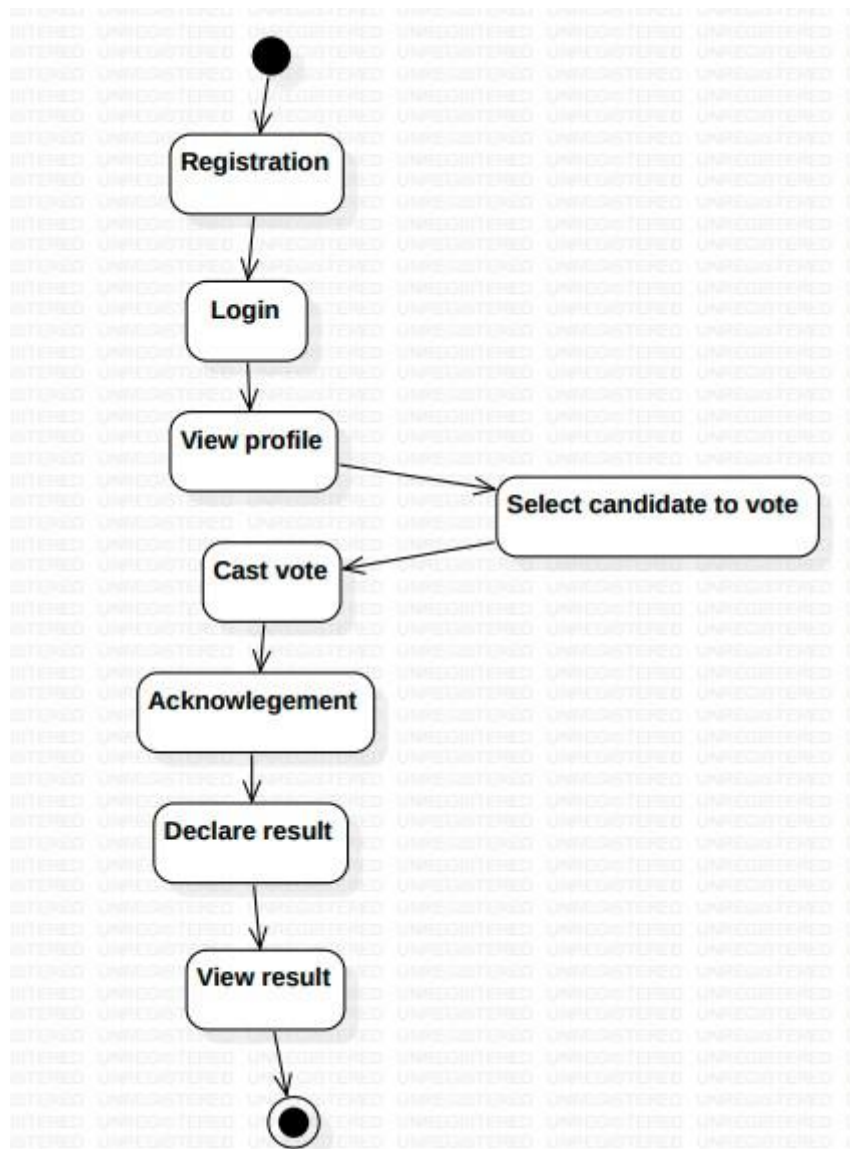 Registration
Login
View profile
Select candidate to vote
Cast vote
Acknowlegement
Declare result
View result